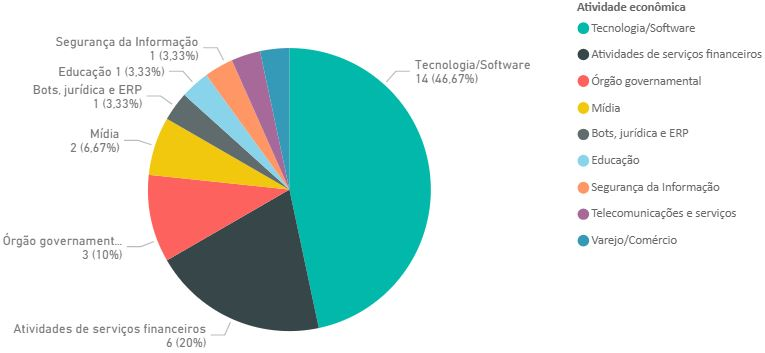 Atividade econômica
Tecnologia/Software
Atividades de serviços financeiros
Órgão governamental
Mídia
Bots, jurídica e ERP
Educação
Segurança da Informação
Telecomunicações e serviços
Varejo/Comércio
Segurança da Informação
1 (3,33%)
Educação 1 (3,33%)
Bots, jurídica e ERP
1 (3,33%)
Mídia
2 (6,67%)
Órgão governament...
3 (10%)
Atividades de serviços financeiros
6 (20%)
Tecnologia/Software
14 (46,67%)